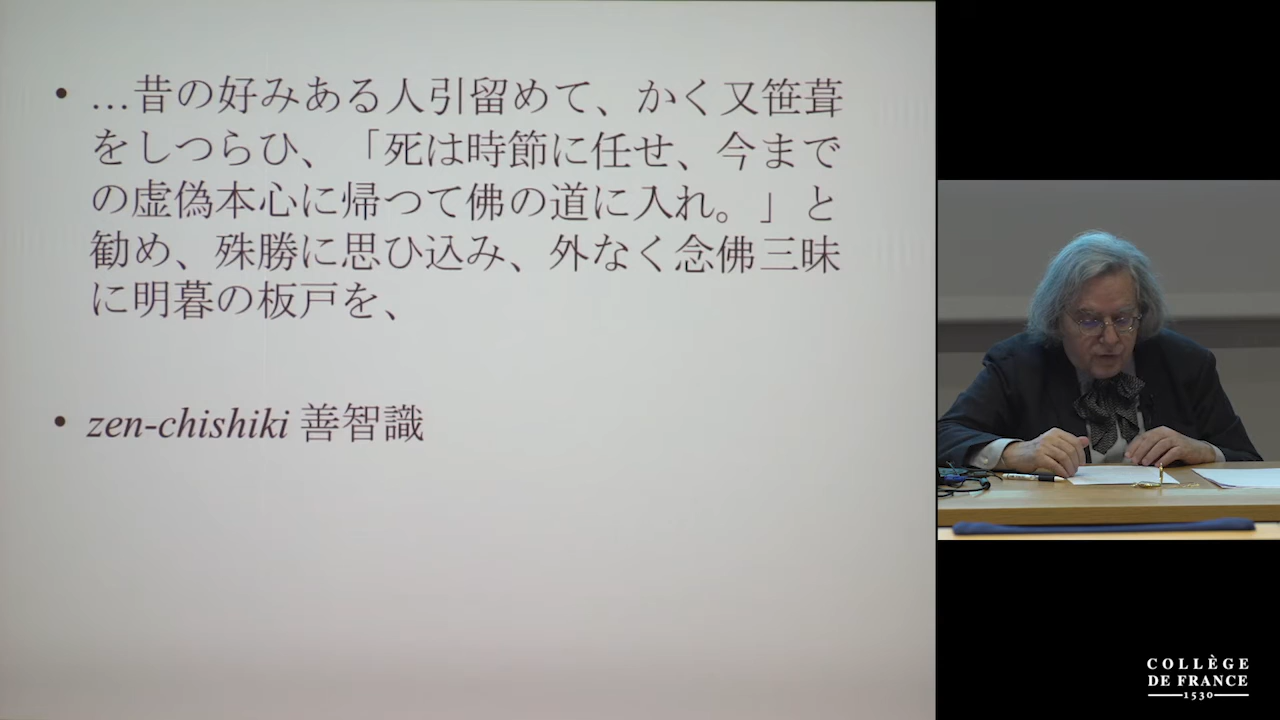 • …昔の好みある人引留めて、かく又笹葺
をしつらひ、「死は時節に任せ、今まで
の虚偽本心に帰つて佛の道に入れ。」と
勧め、殊勝に思ひ込み、外なく念佛三昧
に明暮の板戸を、
• zen-chishiki 善智識
COLLÈGE
DE FRANCE
1530